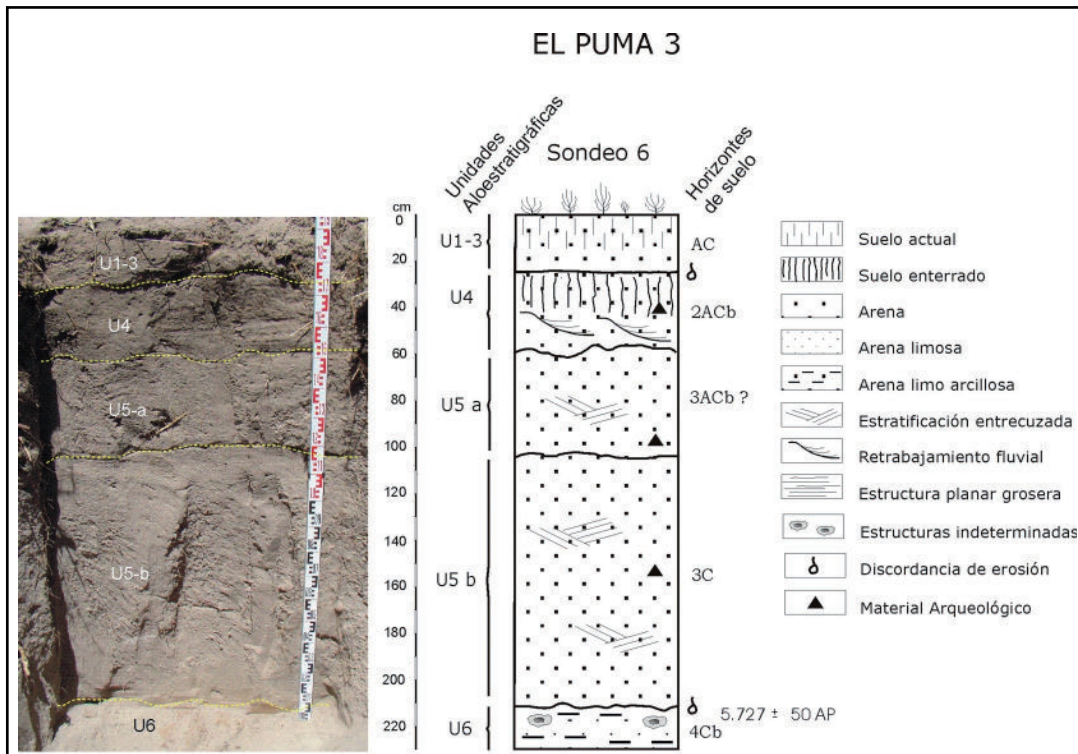 EL PUMA 3
Unidades
Aloestratigráficas
Sondeo 6
Horizontes
de suelo
cm
0
20
40
60
80
100
120
140
160
180
200
220
U1-3
U4
U5-a
U5-b
U6
U1-3
U4
U5 a
U5 b
U6
AC
2ACb
3ACb ?
3C
5.727 ± 50 AP
4Cb
Suelo actual
Suelo enterrado
Arena
Arena limosa
Arena limo arcillosa
Estratificación entrecuzada
Retrabajamiento fluvial
Estructura planar grosera
Estructuras indeterminadas
Discordancia de erosión
Material Arqueológico